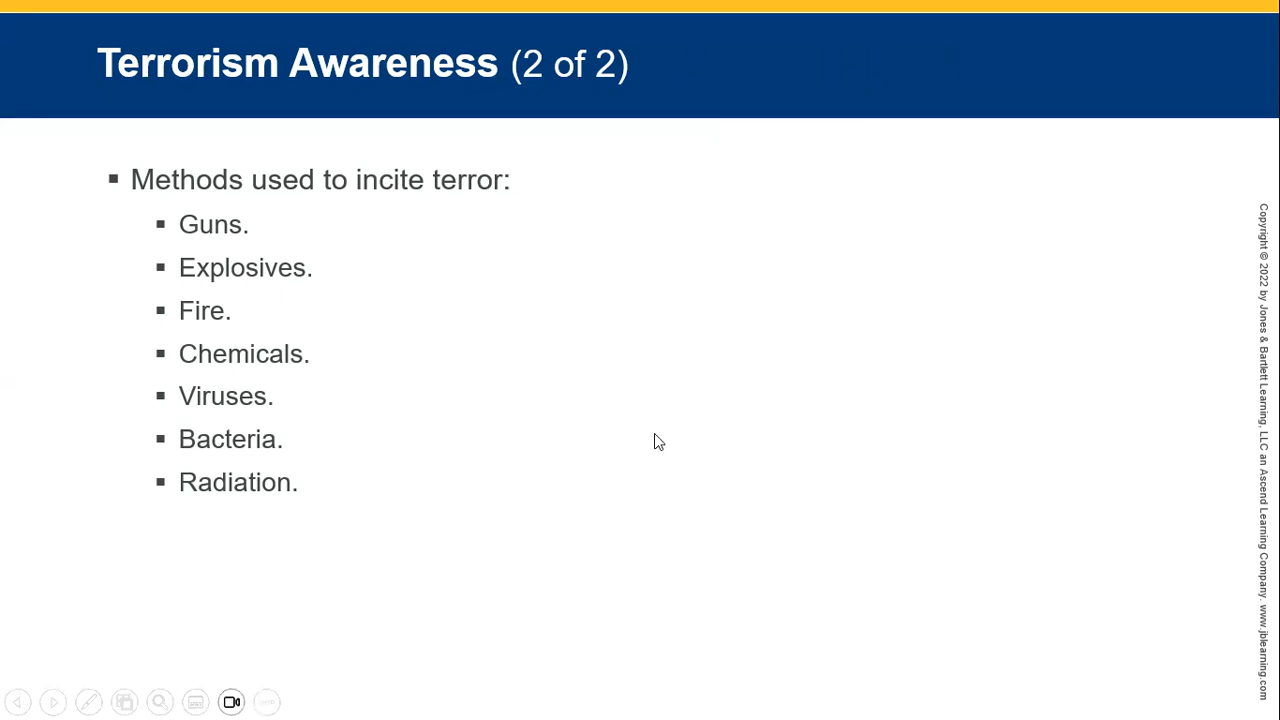 Terrorism Awareness (2 of 2)
Methods used to incite terror:
Guns.
Explosives.
Fire.
Chemicals.
Viruses.
Bacteria.
Radiation.
Copyright © 2022 by Jones & Bartlett Learning, LLC an Ascend Learning Company. www.jblearning.com